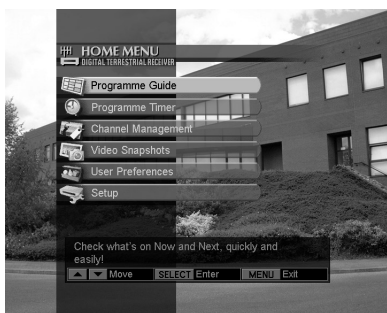 HOME MENU
DIGITAL TERRESTRIAL RECEIVER
Programme Guide
Programme Timer
Channel Management
Video Snapshots
User Preferences
Setup
Check what's on Now and Next, quickly and
easily!
Move SELECT Enter MENU Exit